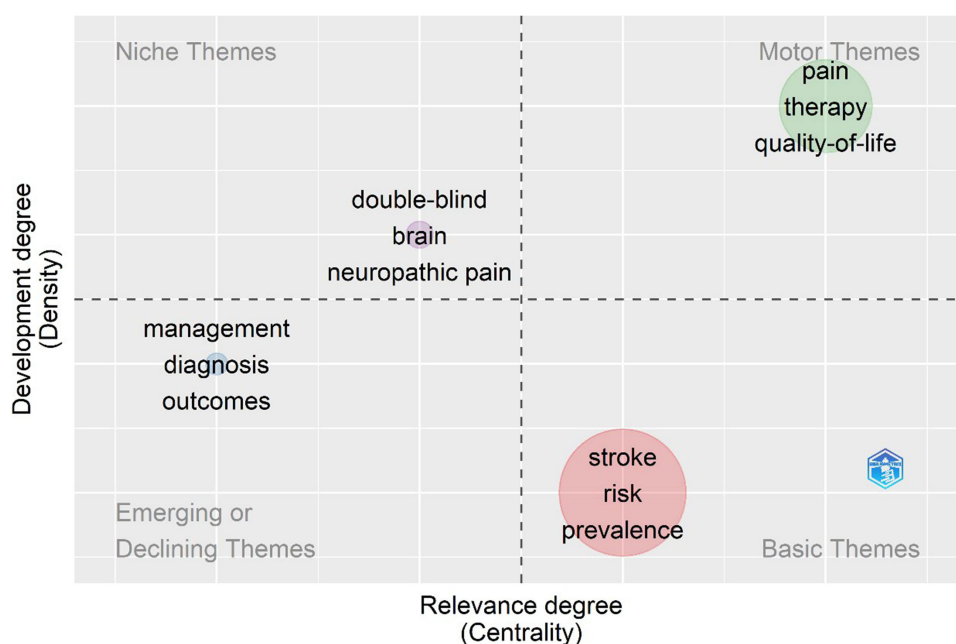 Niche Themes
Motor Themes
pain
therapy
quality-of-life
double-blind
brain
neuropathic pain
management
diagnosis
outcomes
stroke
risk
prevalence
Emerging or
Declining Themes
Basic Themes
Development degree
(Density)
Relevance degree
(Centrality)